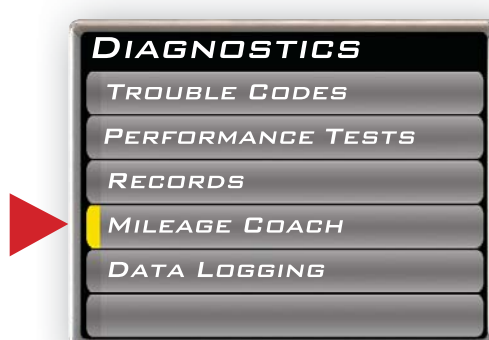 DIAGNOSTICS
TROUBLE CODES
PERFORMANCE TESTS
RECORDS
MILEAGE COACH
DATA LOGGING